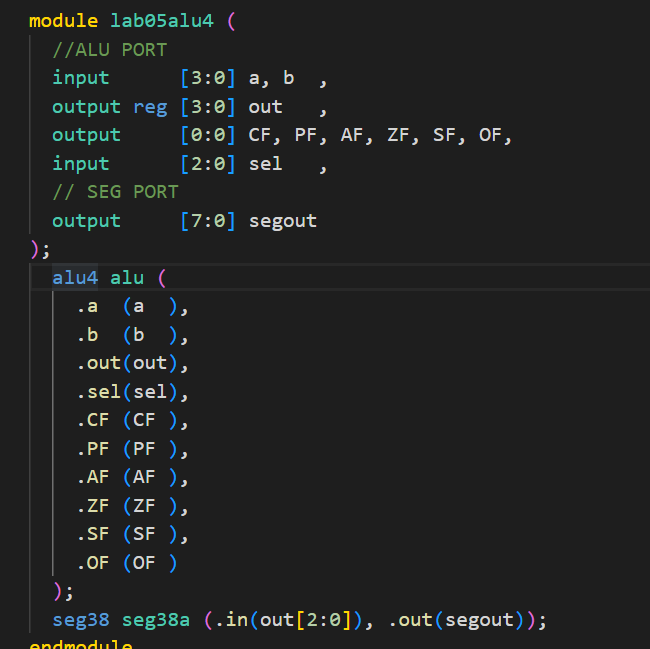 module lab05alu4 (
  //ALU PORT
  input      [3:0] a, b  ,
  output reg [3:0] out   ,
  output     [0:0] CF, PF, AF, ZF, SF, OF,
  input      [2:0] sel   ,
  // SEG PORT
  output     [7:0] segout
);
  alu4 alu (
    .a  (a  ),
    .b  (b  ),
    .out(out),
    .sel(sel),
    .CF (CF ),
    .PF (PF ),
    .AF (AF ),
    .ZF (ZF ),
    .SF (SF ),
    .OF (OF )
  );
  seg38 seg38a (.in(out[2:0]), .out(segout));
endmodule